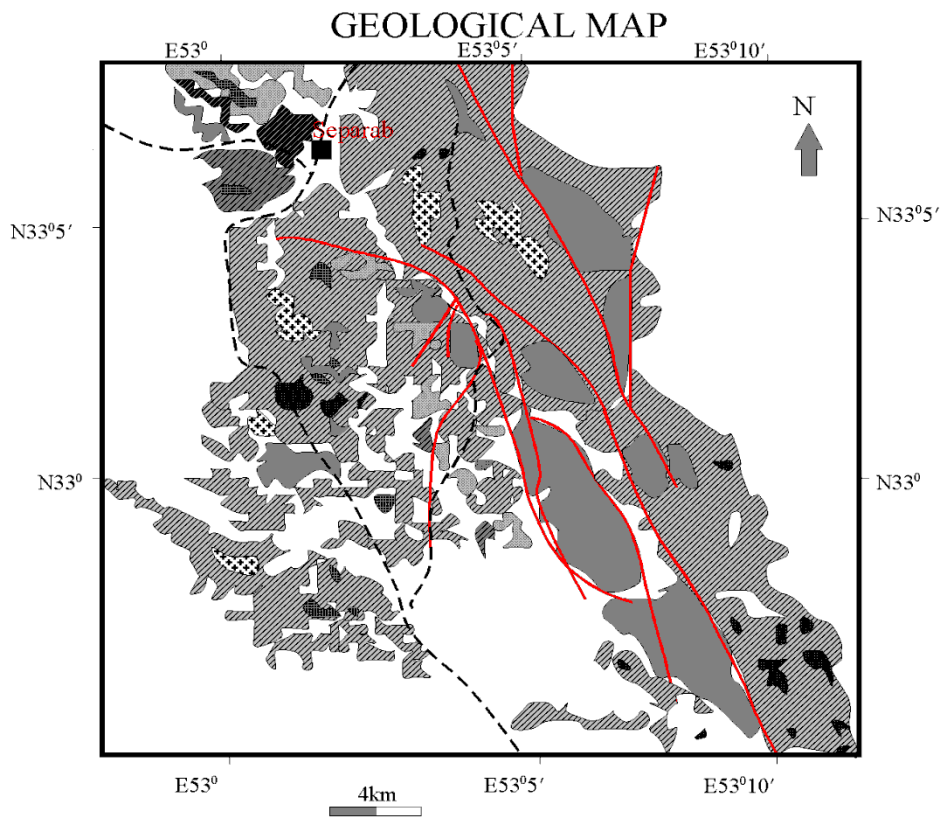 GEOLOGICAL MAP
E53⁰ E53⁰5′ E53⁰10′
N
Separab
N33⁰5′ N33⁰5′
N33⁰ N33⁰
E53⁰ E53⁰5′ E53⁰10′
4km